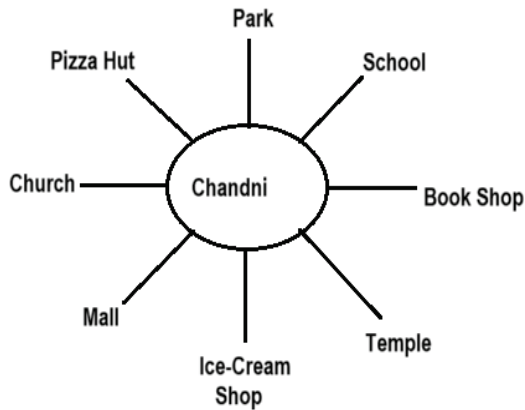 Park
Pizza Hut
School
Church
Chandni
Book Shop
Mall
Temple
Ice-Cream
Shop